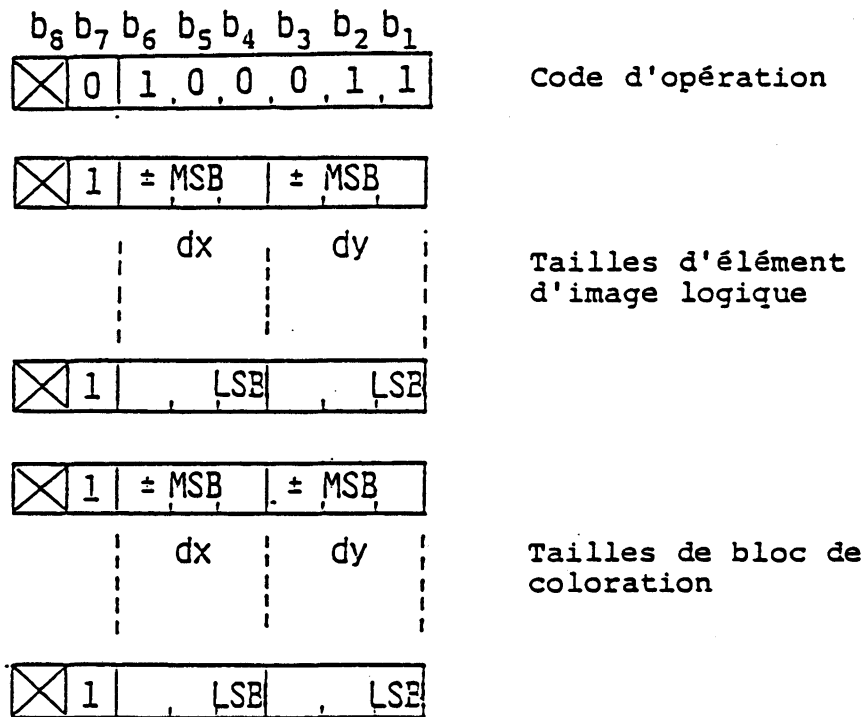 b8 b7 b6 b5 b4 b3 b2 b1
0 1 0 0 0 1 1 Code d'opération
1 ± MSB ± MSB
dx dy
Tailles d'élément
d'image logique
1 LSB LSB
1 ± MSB ± MSB
dx dy
Tailles de bloc de
coloration
1 LSB LSB